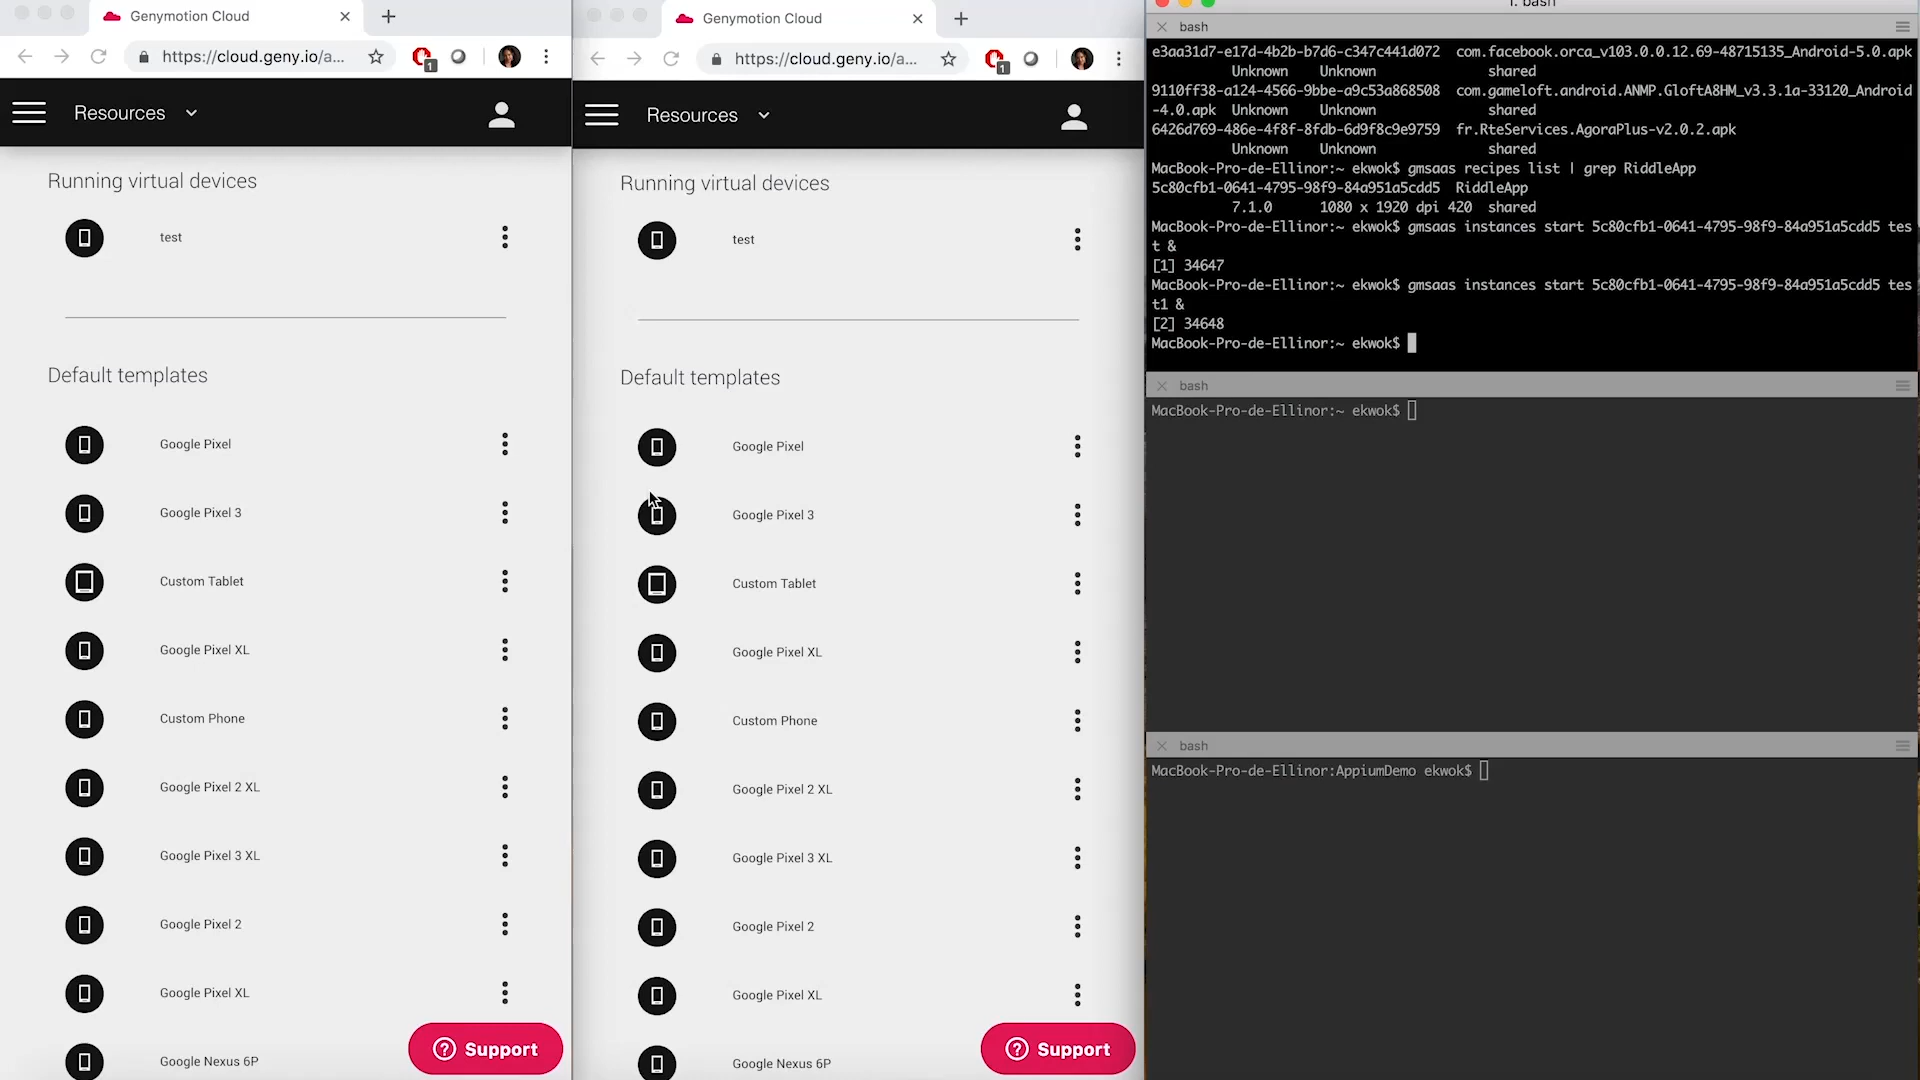 Genymotion Cloud
https://cloud.geny.io/a...
1
Resources
Running virtual devices
test
Default templates
Google Pixel
Google Pixel 3
Custom Tablet
Google Pixel XL
Custom Phone
Google Pixel 2 XL
Google Pixel 3 XL
Google Pixel 2
Google Pixel XL
Google Nexus 6P
Support
Genymotion Cloud
https://cloud.geny.io/a...
1
Resources
Running virtual devices
test
Default templates
Google Pixel
Google Pixel 3
Custom Tablet
Google Pixel XL
Custom Phone
Google Pixel 2 XL
Google Pixel 3 XL
Google Pixel 2
Google Pixel XL
Google Nexus 6P
Support
1. bash
bash
e3aa31d7-e17d-4b2b-b7d6-c347c441d072 com.facebook.orca_v103.0.0.12.69-48715135_Android-5.0.apk
Unknown Unknown shared
9110ff38-a124-4566-9bbe-a9c53a868508 com.gameloft.android.ANMP.GloftA8HM_v3.3.1a-33120_Android
-4.0.apk Unknown Unknown shared
6426d769-486e-4f8f-8fdb-6d9f8c9e9759 fr.RteServices.AgoraPlus-v2.0.2.apk
Unknown Unknown shared
MacBook-Pro-de-Ellinor:~ ekwok$ gmsaas recipes list | grep RiddleApp
5c80cfb1-0641-4795-98f9-84a951a5cdd5 RiddleApp
7.1.0 1080 x 1920 dpi 420 shared
MacBook-Pro-de-Ellinor:~ ekwok$ gmsaas instances start 5c80cfb1-0641-4795-98f9-84a951a5cdd5 tes
t &
[1] 34647
MacBook-Pro-de-Ellinor:~ ekwok$ gmsaas instances start 5c80cfb1-0641-4795-98f9-84a951a5cdd5 tes
t1 &
[2] 34648
MacBook-Pro-de-Ellinor:~ ekwok$
bash
MacBook-Pro-de-Ellinor:~ ekwok$
bash
MacBook-Pro-de-Ellinor:AppiumDemo ekwok$